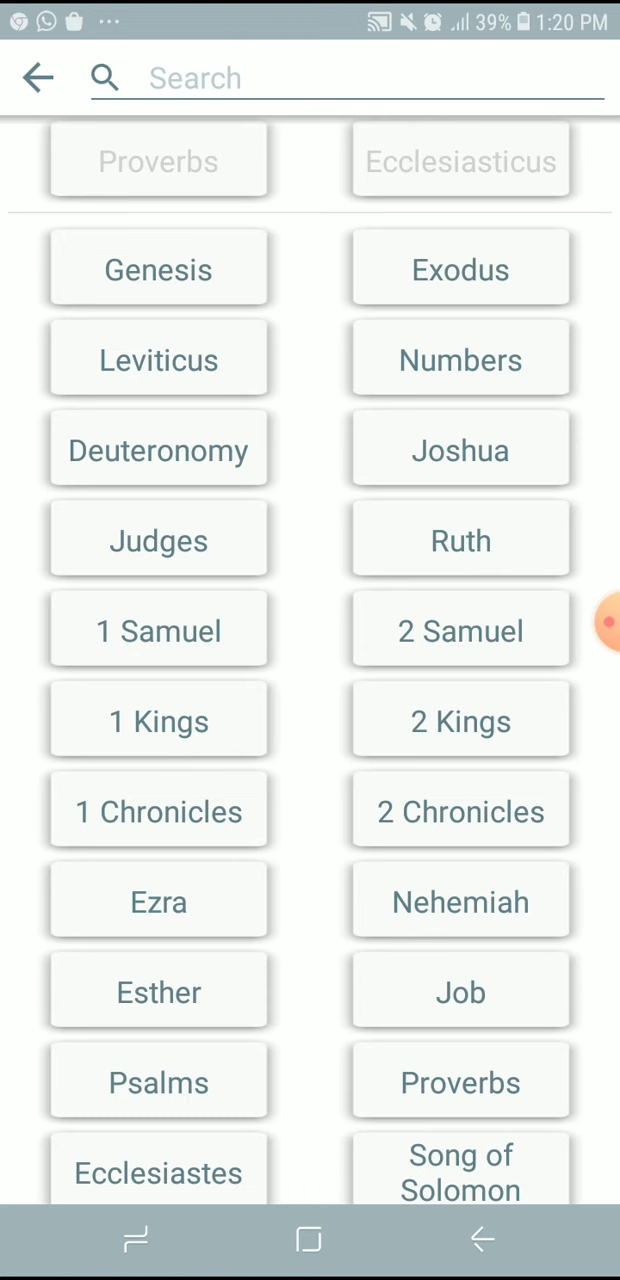 39% 1:20 PM
Search
Proverbs Ecclesiasticus
Genesis Exodus
Leviticus Numbers
Deuteronomy Joshua
Judges Ruth
1 Samuel 2 Samuel
1 Kings 2 Kings
1 Chronicles 2 Chronicles
Ezra Nehemiah
Esther Job
Psalms Proverbs
Ecclesiastes Song of
Solomon